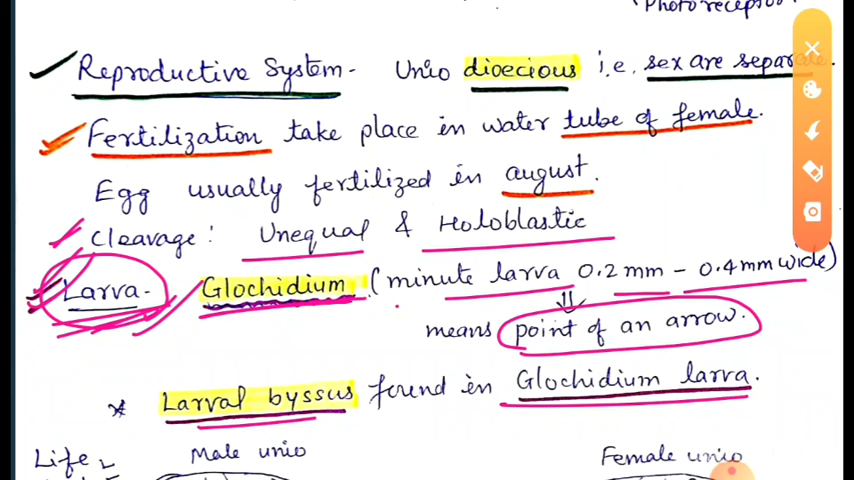 Photorecept
Reproductive System - Unio dioecious i.e. sex are separate.
Fertilization take place in water tube of female.
Egg usually fertilized in august.
Cleavage : Unequal & Holoblastic
Larva - Glochidium (minute larva 0.2 mm - 0.4 mm wide)
⇓
means point of an arrow.
* Larval byssus found in Glochidium larva.
Life Male unio Female unio